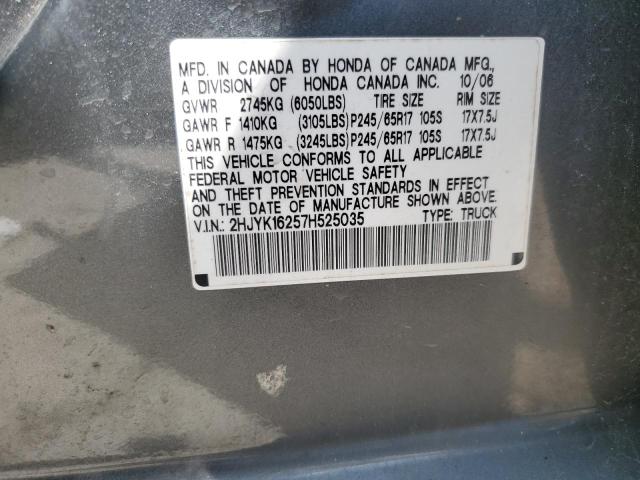 MFD. IN CANADA BY HONDA OF CANADA MFG.,
A DIVISION OF HONDA CANADA INC. 10/06
GVWR 2745KG (6050LBS) TIRE SIZE RIM SIZE
GAWR F 1410KG (3105LBS)P245/65R17 105S 17X7.5J
GAWR R 1475KG (3245LBS)P245/65R17 105S 17X7.5J
THIS VEHICLE CONFORMS TO ALL APPLICABLE
FEDERAL MOTOR VEHICLE SAFETY
AND THEFT PREVENTION STANDARDS IN EFFECT
ON THE DATE OF MANUFACTURE SHOWN ABOVE.
V.I.N.: 2HJYK16257H525035 TYPE: TRUCK